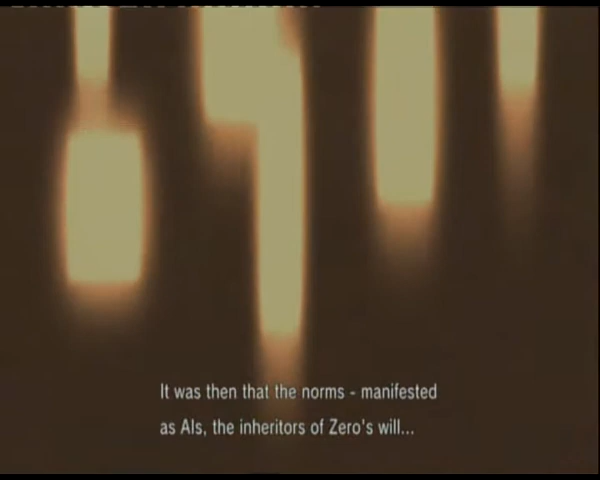 It was then that the norms - manifested
as AIs, the inheritors of Zero's will...